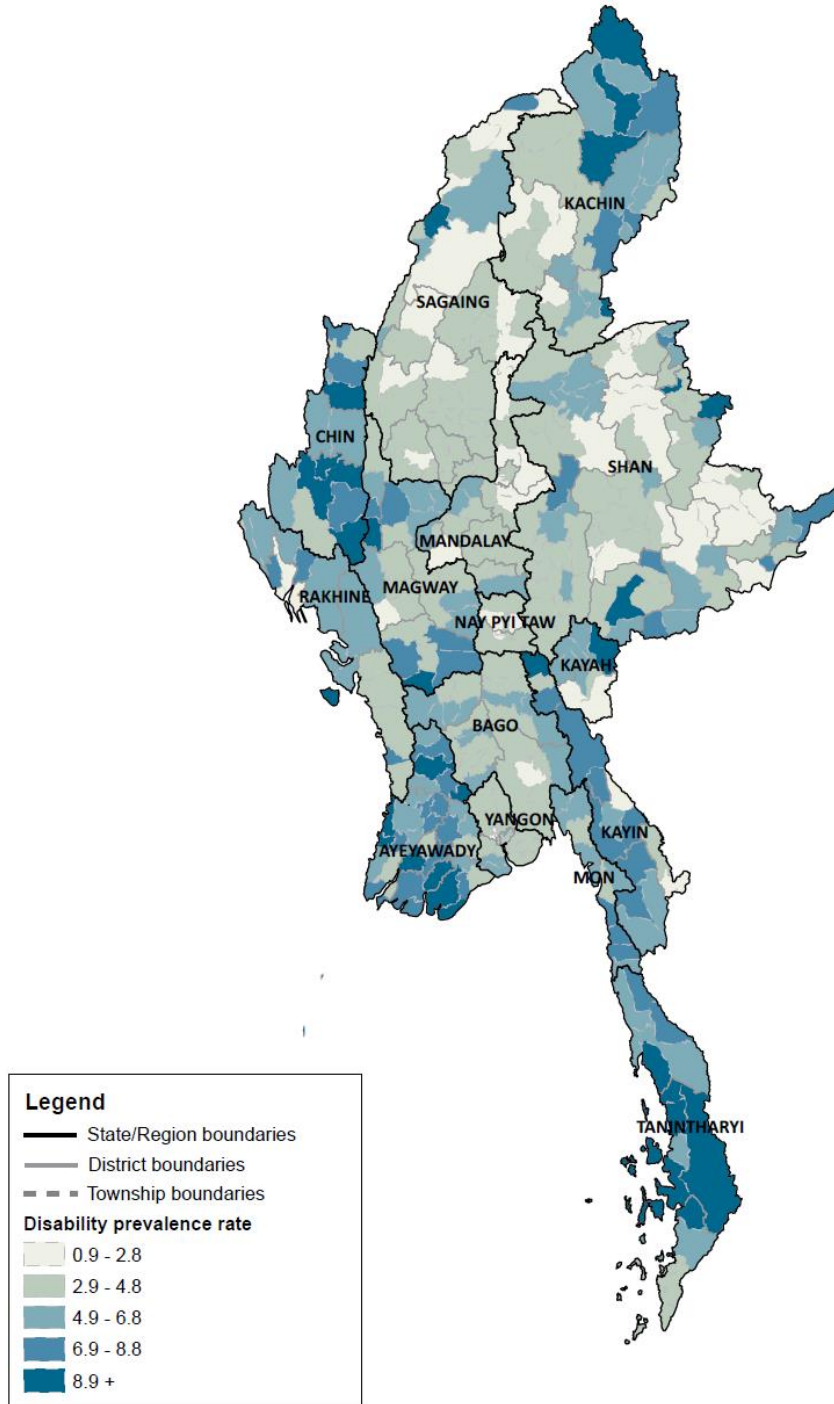 KACHIN
SAGAING
CHIN
SHAN
MANDALAY
MAGWAY
RAKHINE
NAY PYI TAW
KAYAH
BAGO
YANGON
KAYIN
AYEYAWADY
MON
TANINTHARYI
Legend
State/Region boundaries
District boundaries
Township boundaries
Disability prevalence rate
0.9 - 2.8
2.9 - 4.8
4.9 - 6.8
6.9 - 8.8
8.9 +